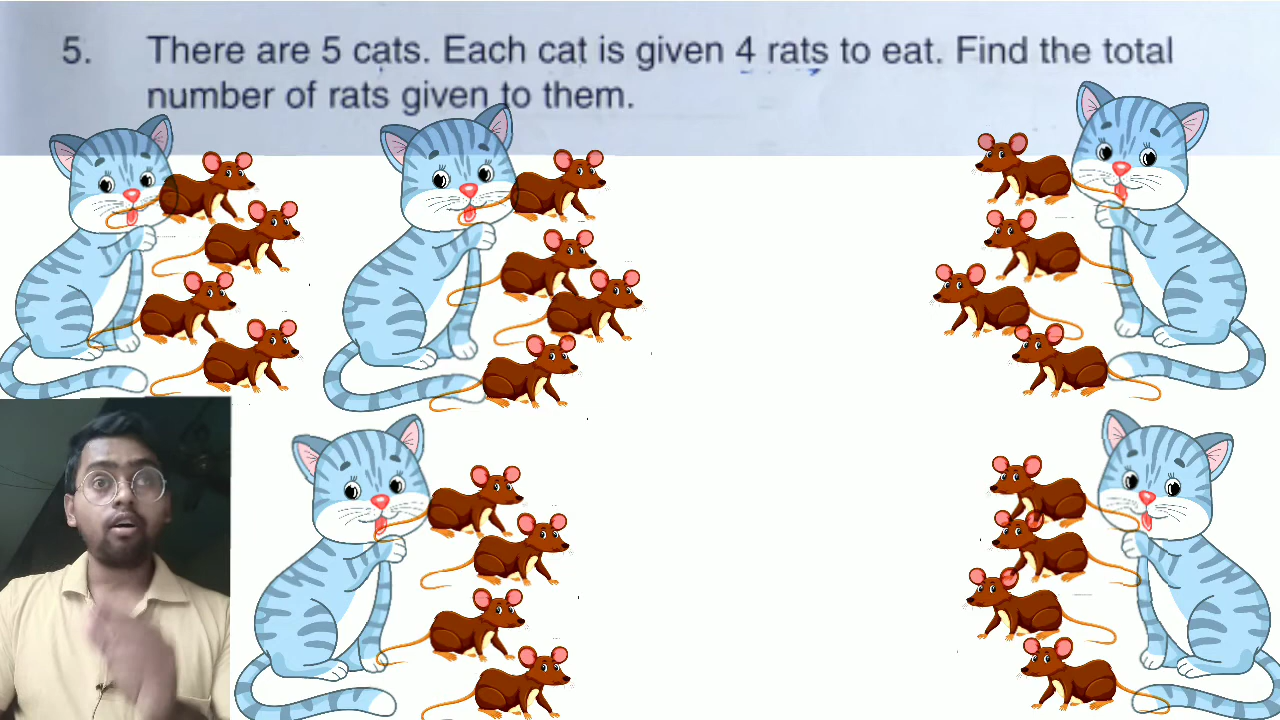 5. There are 5 cats. Each cat is given 4 rats to eat. Find the total
number of rats given to them.